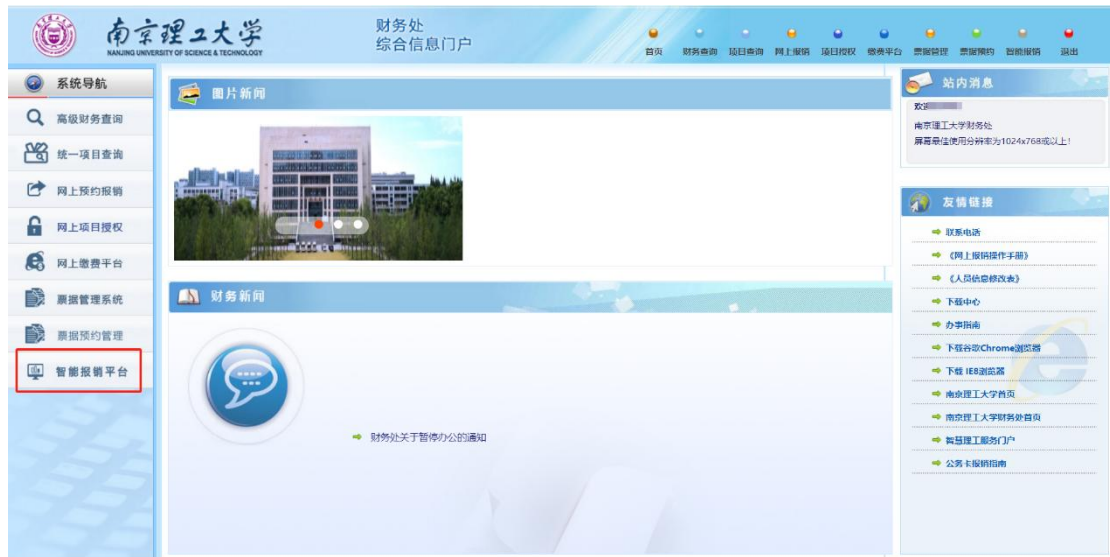 南京理工大学
NANJING UNIVERSITY OF SCIENCE & TECHNOLOGY
财务处
综合信息门户
首页
财务查询
项目查询
网上报销
项目授权
缴费平台
票据管理
票据预约
智能报销
退出
系统导航
高级财务查询
统一项目查询
网上预约报销
网上项目授权
网上缴费平台
票据管理系统
票据预约管理
智能报销平台
图片新闻
财务新闻
财务处关于暂停办公的通知
站内消息
南京理工大学财务处
屏幕最佳使用分辨率为1024x768或以上!
友情链接
联系电话
《网上报销操作手册》
《人员信息修改表》
下载中心
办事指南
下载谷歌Chrome浏览器
下载 IE8浏览器
南京理工大学首页
南京理工大学财务处首页
智慧理工服务门户
公务卡报销指南